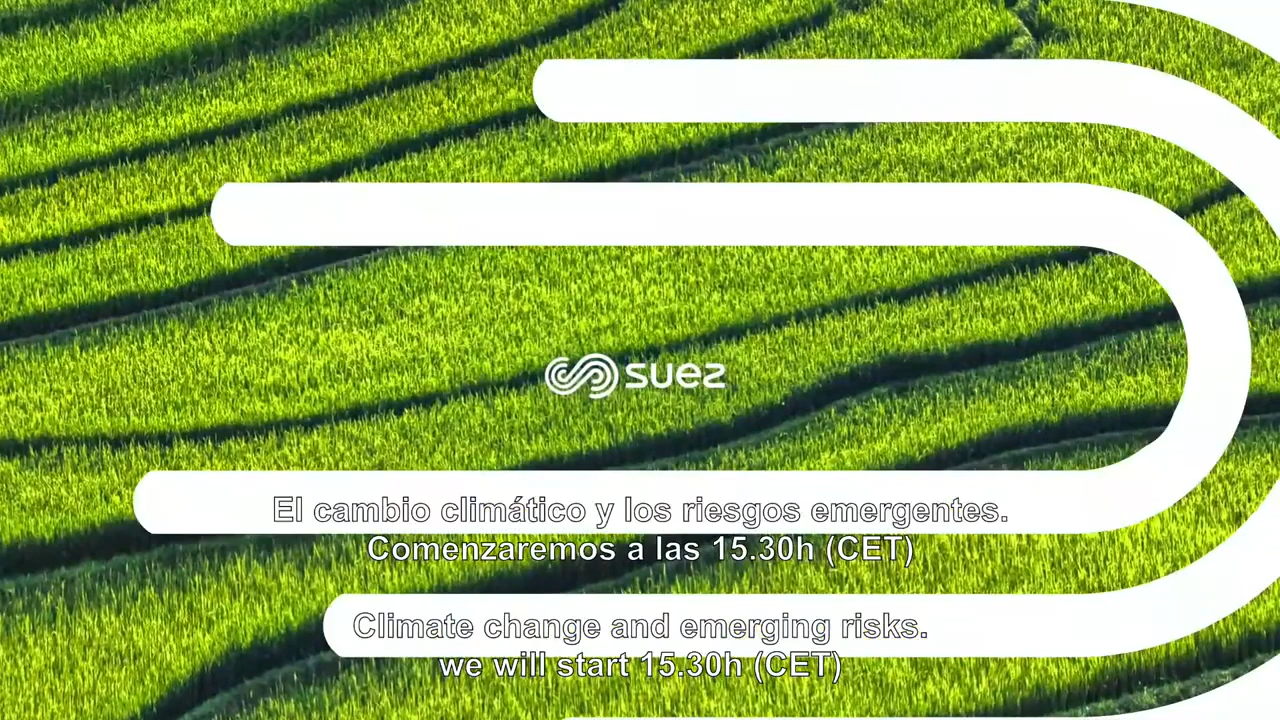 suez
El cambio climático y los riesgos emergentes.
Comenzaremos a las 15.30h (CET)
Climate change and emerging risks.
we will start 15.30h (CET)